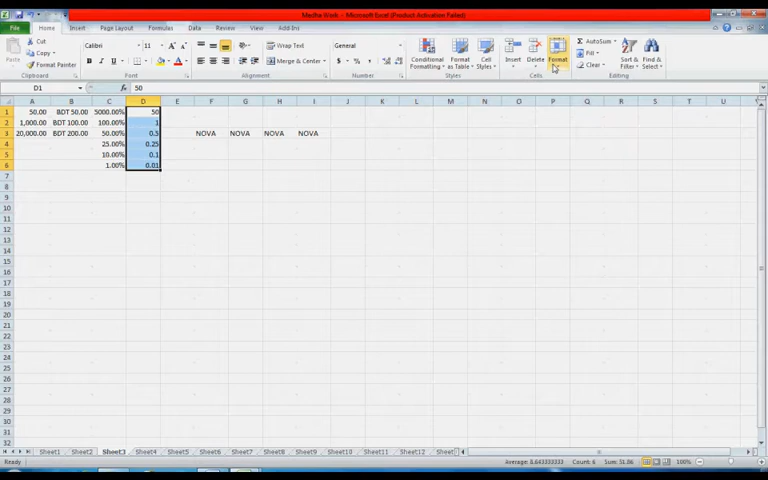 Medha Work - Microsoft Excel (Product Activation Failed)
File Home Insert Page Layout Formulas Data Review View Add-Ins
Cut
Copy
Format Painter
Paste
Clipboard
Calibri 11
B I U
Font
Wrap Text
Merge & Center
Alignment
General
$ % ,
Number
Conditional Formatting
Format as Table
Cell Styles
Styles
Insert Delete Format
Cells
AutoSum
Fill
Clear
Sort & Filter
Find & Select
Editing
D1 fx 50
A B C D E F G H I J K L M N O P Q R S T U
1 50.00 BDT 50.00 5000.00% 50
2 1,000.00 BDT 100.00 100.00% 1
3 20,000.00 BDT 200.00 50.00% 0.5 NOVA NOVA NOVA NOVA
4 25.00% 0.25
5 10.00% 0.1
6 1.00% 0.01
7
8
9
10
11
12
13
14
15
16
17
18
19
20
21
22
23
24
25
26
27
28
29
30
31
32
Sheet1 Sheet2 Sheet3 Sheet4 Sheet5 Sheet6 Sheet7 Sheet8 Sheet9 Sheet10 Sheet11 Sheet12 Sheet
Ready Average: 8.643333333 Count: 6 Sum: 51.86 100%